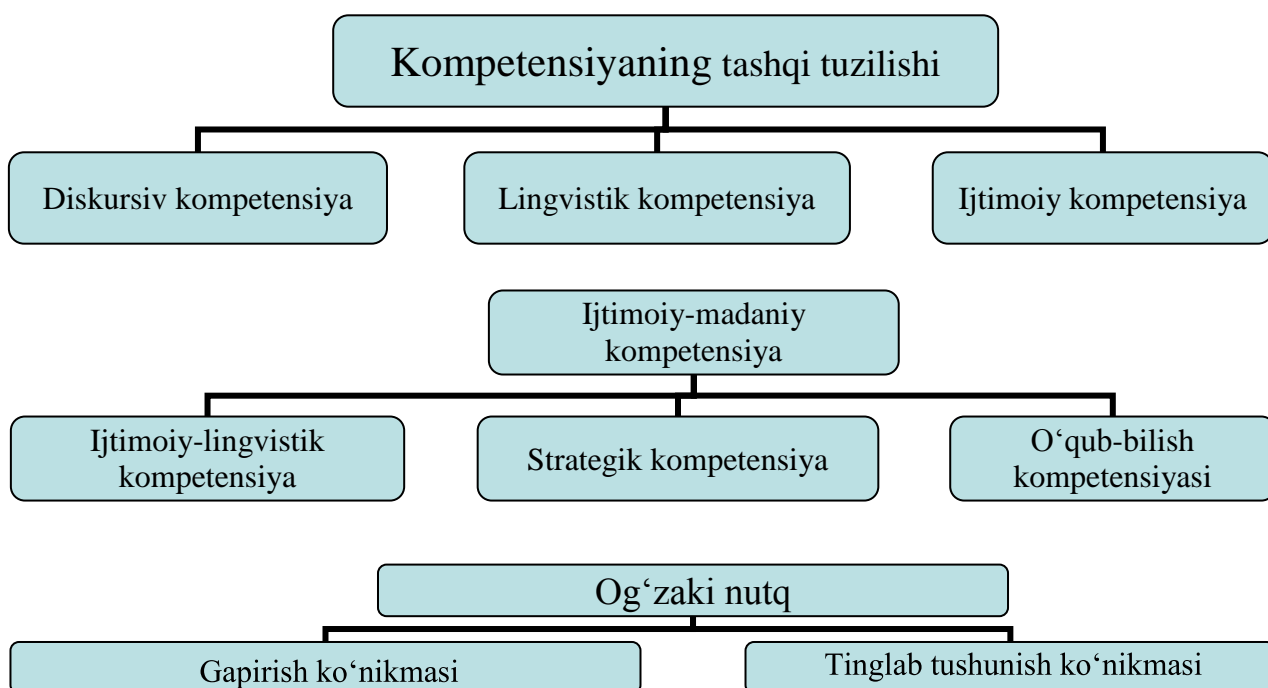 Kompetensiyaning tashqi tuzilishi
Diskursiv kompetensiya
Lingvistik kompetensiya
Ijtimoiy kompetensiya
Ijtimoiy-madaniy
kompetensiya
Ijtimoiy-lingvistik
kompetensiya
Strategik kompetensiya
O‘qub-bilish
kompetensiyasi
Og‘zaki nutq
Gapirish ko‘nikmasi
Tinglab tushunish ko‘nikmasi